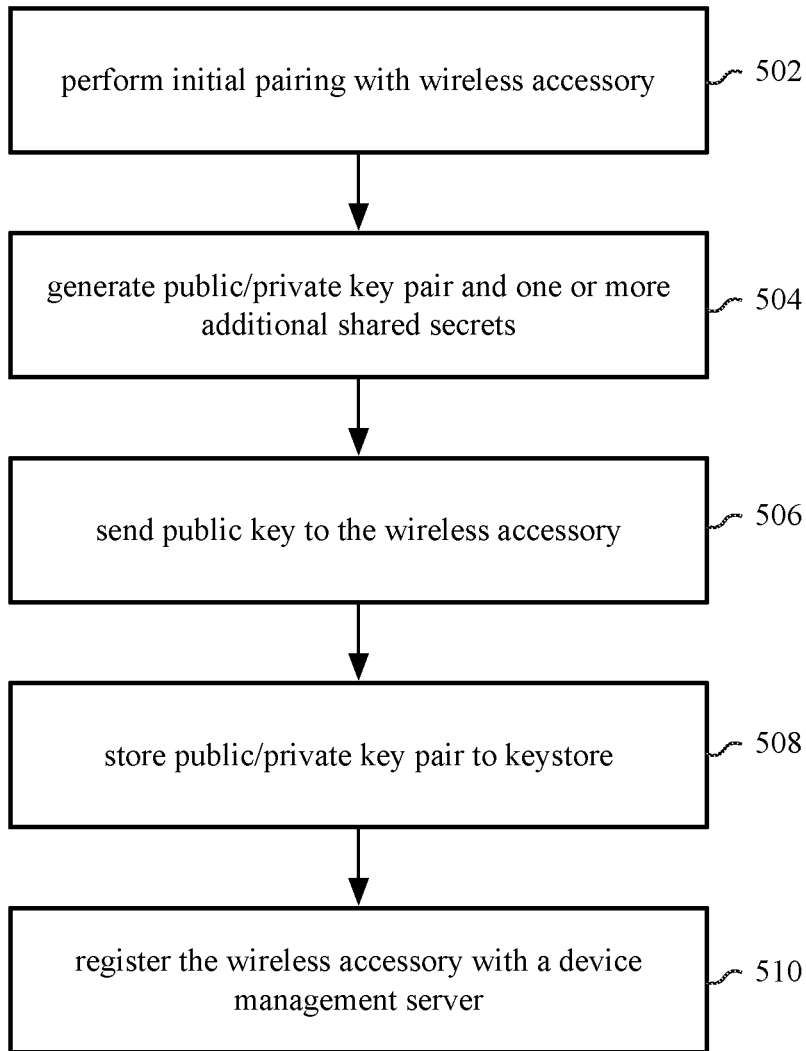 perform initial pairing with wireless accessory
502
generate public/private key pair and one or more
additional shared secrets
504
send public key to the wireless accessory
506
store public/private key pair to keystore
508
register the wireless accessory with a device
management server
510